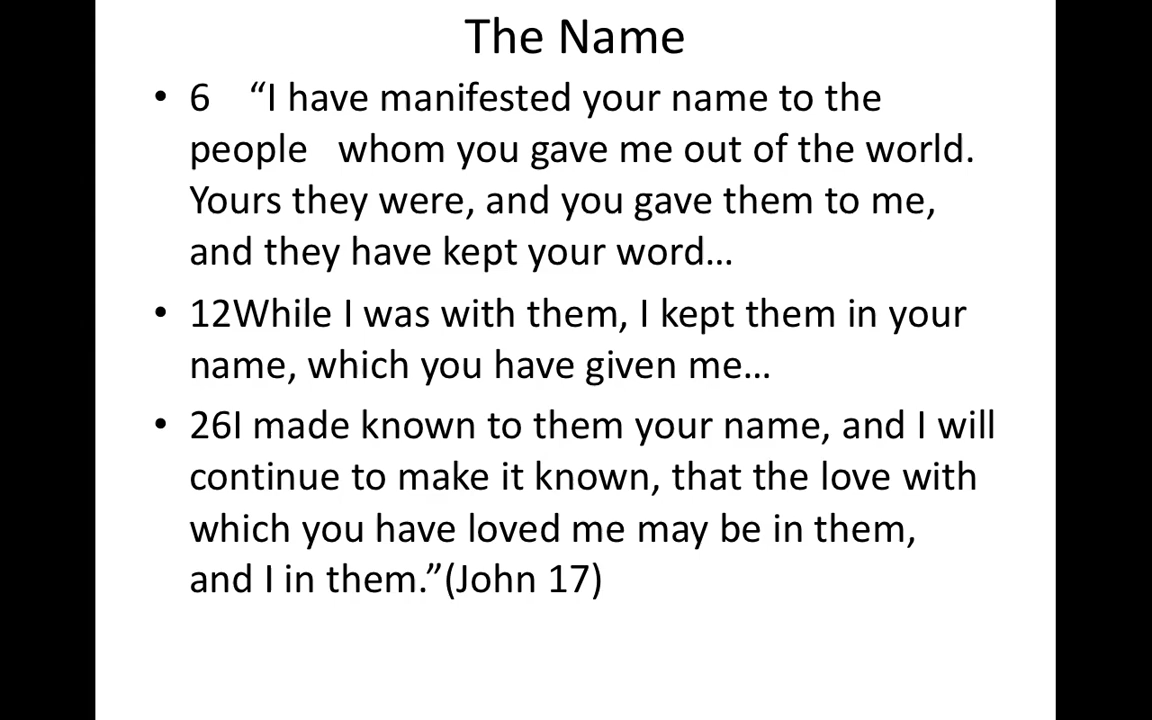 The Name
• 6 “I have manifested your name to the
people whom you gave me out of the world.
Yours they were, and you gave them to me,
and they have kept your word…
• 12While I was with them, I kept them in your
name, which you have given me…
• 26I made known to them your name, and I will
continue to make it known, that the love with
which you have loved me may be in them,
and I in them.”(John 17)